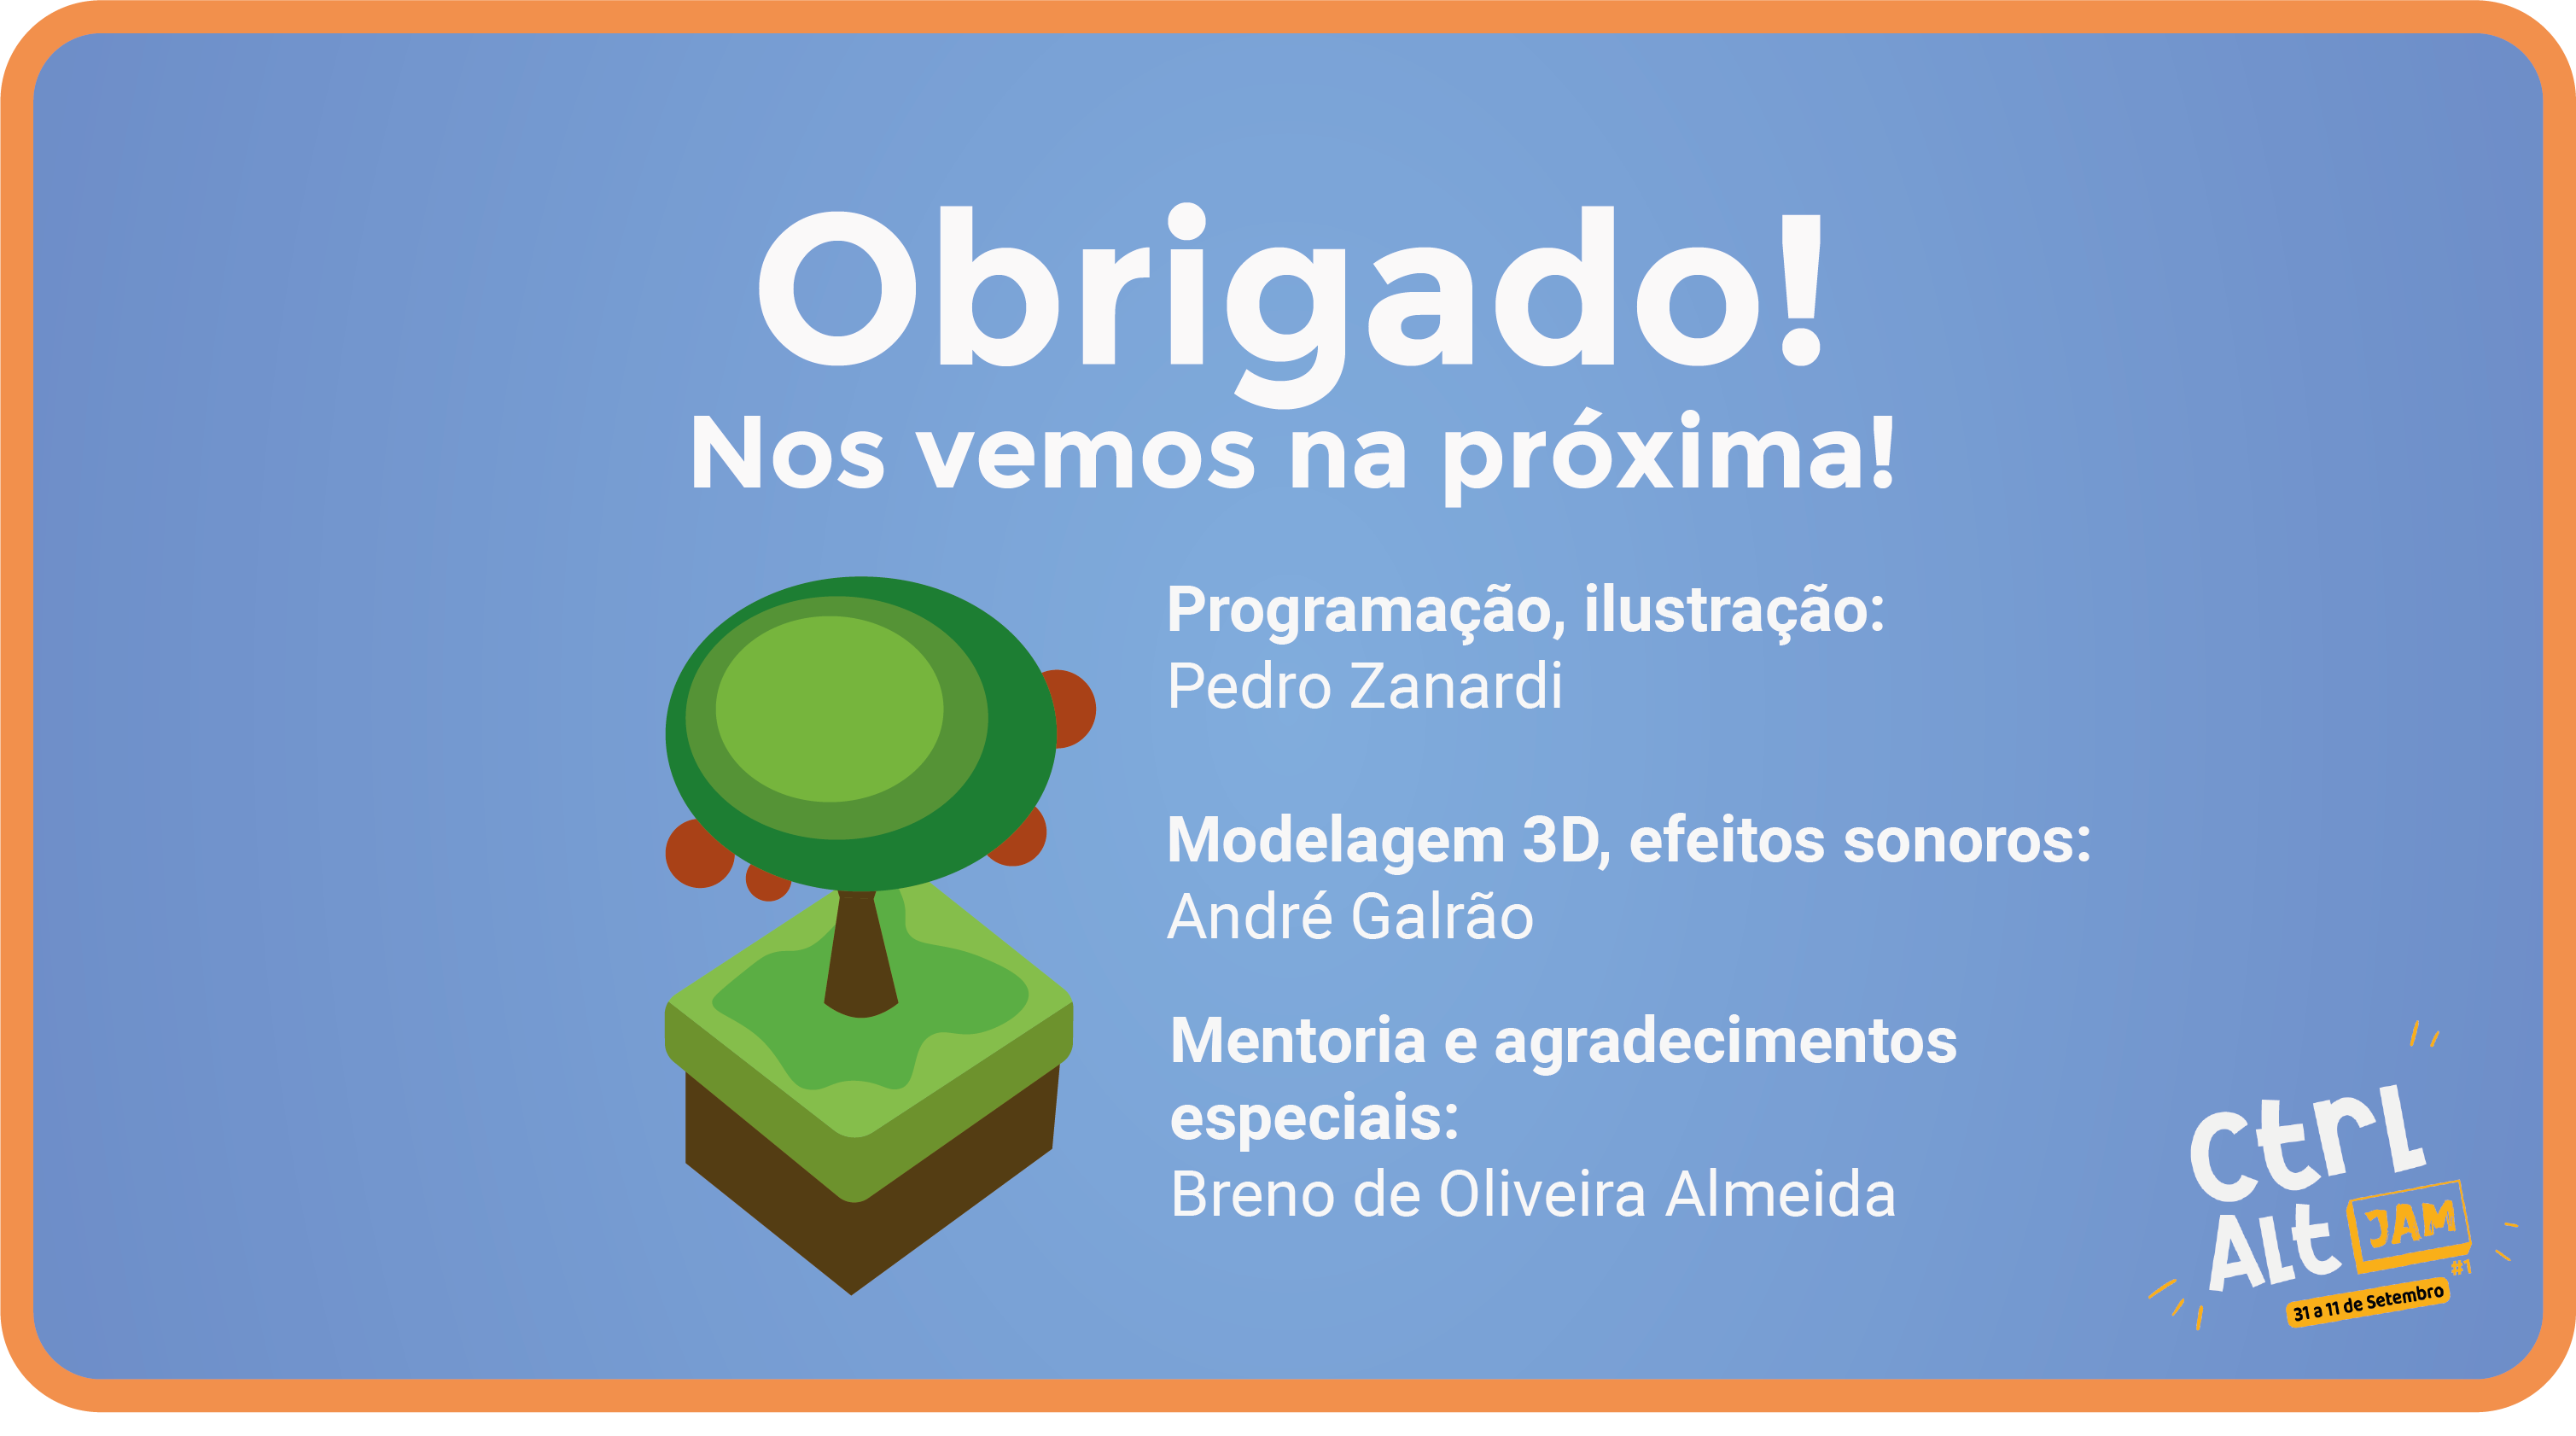 Obrigado!
Nos vemos na próxima!
Programação, ilustração:
Pedro Zanardi
Modelagem 3D, efeitos sonoros:
André Galrão
Mentoria e agradecimentos
especiais:
Breno de Oliveira Almeida
Ctrl
Alt JAM
#1
31 a 11 de Setembro